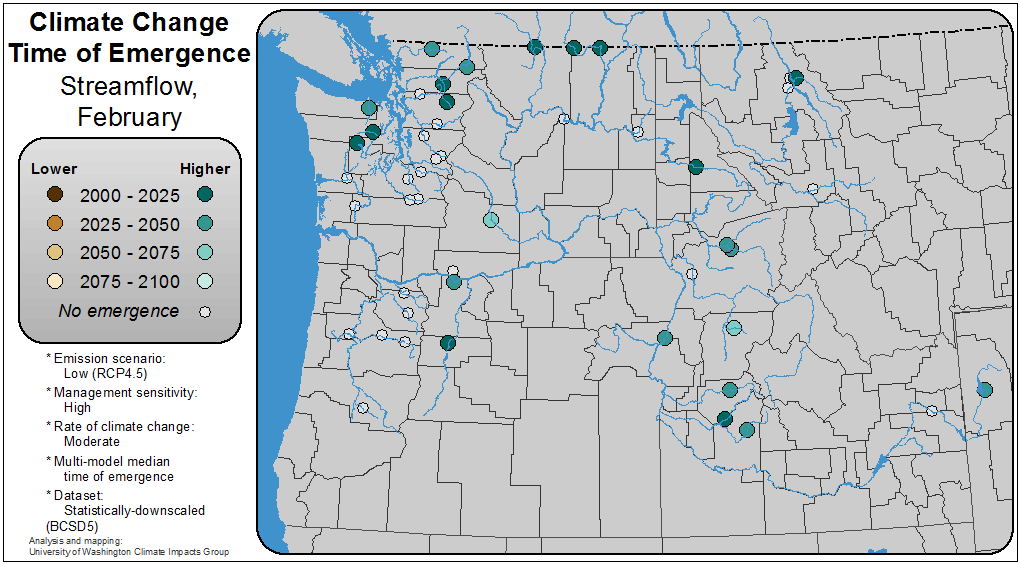 Climate Change
Time of Emergence
Streamflow,
February
Lower Higher
2000 - 2025
2025 - 2050
2050 - 2075
2075 - 2100
No emergence
* Emission scenario:
Low (RCP4.5)
* Management sensitivity:
High
* Rate of climate change:
Moderate
* Multi-model median
time of emergence
* Dataset:
Statistically-downscaled
(BCSD5)
Analysis and mapping:
University of Washington Climate Impacts Group